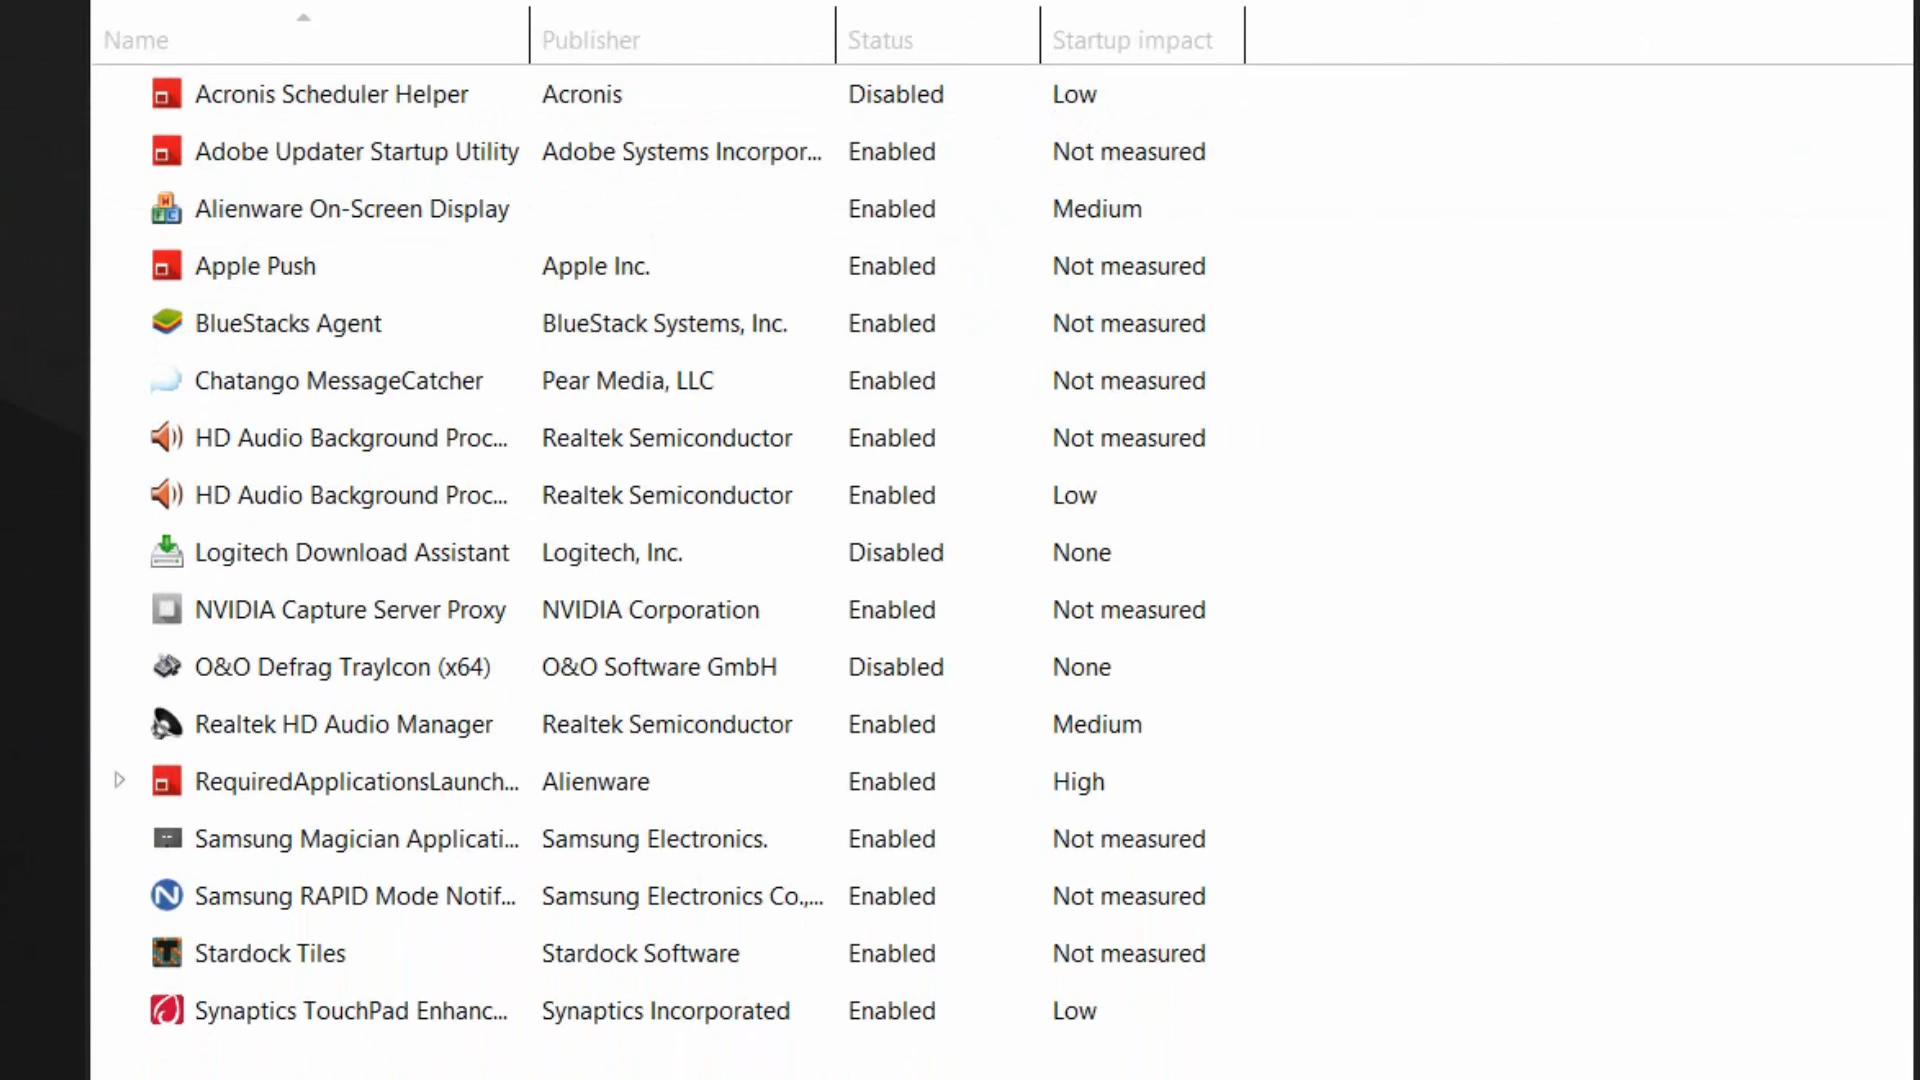 Name Publisher Status Startup impact
Acronis Scheduler Helper Acronis Disabled Low
Adobe Updater Startup Utility Adobe Systems Incorpor... Enabled Not measured
Alienware On-Screen Display Enabled Medium
Apple Push Apple Inc. Enabled Not measured
BlueStacks Agent BlueStack Systems, Inc. Enabled Not measured
Chatango MessageCatcher Pear Media, LLC Enabled Not measured
HD Audio Background Proc... Realtek Semiconductor Enabled Not measured
HD Audio Background Proc... Realtek Semiconductor Enabled Low
Logitech Download Assistant Logitech, Inc. Disabled None
NVIDIA Capture Server Proxy NVIDIA Corporation Enabled Not measured
O&O Defrag TrayIcon (x64) O&O Software GmbH Disabled None
Realtek HD Audio Manager Realtek Semiconductor Enabled Medium
RequiredApplicationsLaunch... Alienware Enabled High
Samsung Magician Applicati... Samsung Electronics. Enabled Not measured
Samsung RAPID Mode Notif... Samsung Electronics Co.,... Enabled Not measured
Stardock Tiles Stardock Software Enabled Not measured
Synaptics TouchPad Enhanc... Synaptics Incorporated Enabled Low